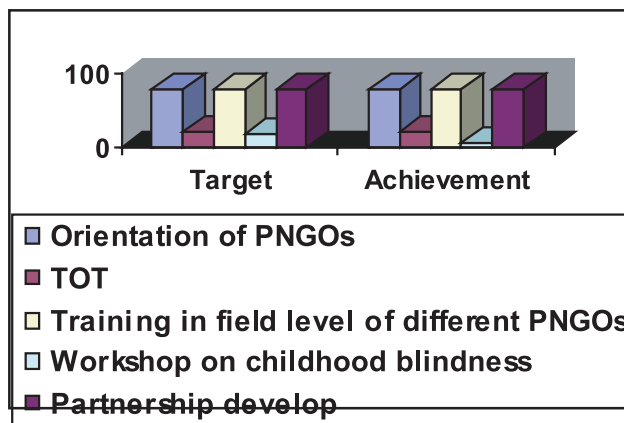 100
0
Target Achievement
Orientation of PNGOs
TOT
Training in field level of different PNGOs
Workshop on childhood blindness
Partnership develop